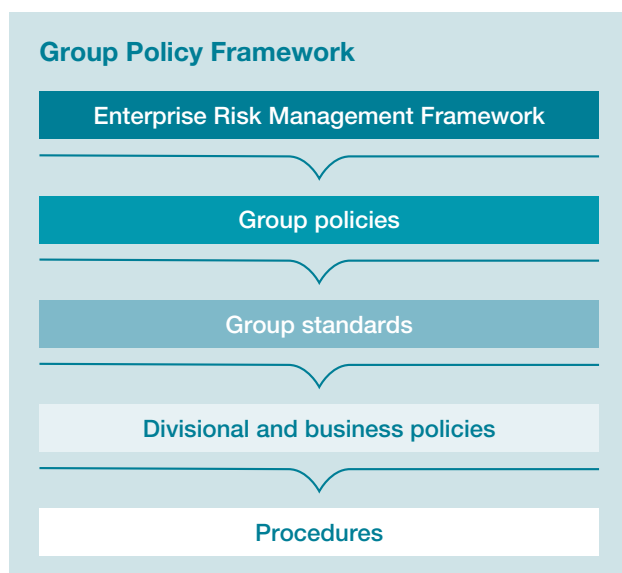 Group Policy Framework
Enterprise Risk Management Framework
Group policies
Group standards
Divisional and business policies
Procedures